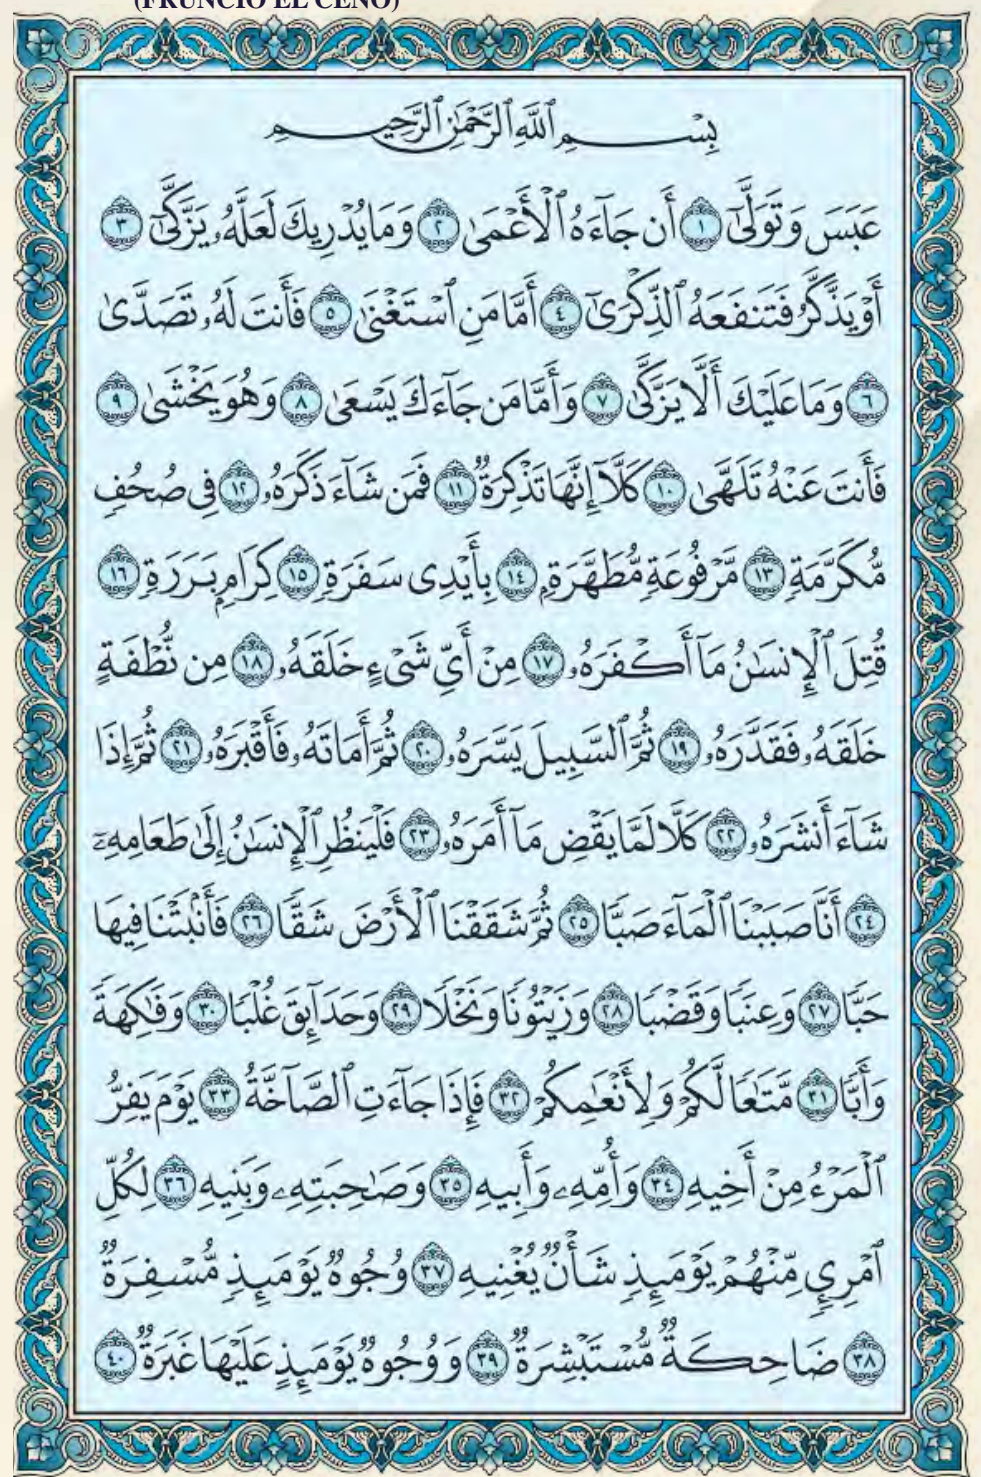 (FRUNCIÓ EL CEÑO)
بِسْمِ ٱللَّهِ ٱلرَّحْمَٰنِ ٱلرَّحِيمِ
عَبَسَ وَتَوَلَّىٰٓ ١ أَن جَآءَهُ ٱلْأَعْمَىٰ ٢ وَمَا يُدْرِيكَ لَعَلَّهُۥ يَزَّكَّىٰٓ ٣
أَوْ يَذَّكَّرُ فَتَنفَعَهُ ٱلذِّكْرَىٰٓ ٤ أَمَّا مَنِ ٱسْتَغْنَىٰ ٥ فَأَنتَ لَهُۥ تَصَدَّىٰ
٦ وَمَا عَلَيْكَ أَلَّا يَزَّكَّىٰ ٧ وَأَمَّا مَن جَآءَكَ يَسْعَىٰ ٨ وَهُوَ يَخْشَىٰ ٩
فَأَنتَ عَنْهُ تَلَهَّىٰ ١٠ كَلَّآ إِنَّهَا تَذْكِرَةٌ ١١ فَمَن شَآءَ ذَكَرَهُۥ ١٢ فِى صُحُفٍ
مُّكَرَّمَةٍ ١٣ مَّرْفُوعَةٍ مُّطَهَّرَةٍۭ ١٤ بِأَيْدِى سَفَرَةٍ ١٥ كِرَامٍۭ بَرَرَةٍ ١٦
قُتِلَ ٱلْإِنسَٰنُ مَآ أَكْفَرَهُۥ ١٧ مِنْ أَىِّ شَىْءٍ خَلَقَهُۥ ١٨ مِن نُّطْفَةٍ
خَلَقَهُۥ فَقَدَّرَهُۥ ١٩ ثُمَّ ٱلسَّبِيلَ يَسَّرَهُۥ ٢٠ ثُمَّ أَمَاتَهُۥ فَأَقْبَرَهُۥ ٢١ ثُمَّ إِذَا
شَآءَ أَنشَرَهُۥ ٢٢ كَلَّا لَمَّا يَقْضِ مَآ أَمَرَهُۥ ٢٣ فَلْيَنظُرِ ٱلْإِنسَٰنُ إِلَىٰ طَعَامِهِۦٓ
٢٤ أَنَّا صَبَبْنَا ٱلْمَآءَ صَبًّا ٢٥ ثُمَّ شَقَقْنَا ٱلْأَرْضَ شَقًّا ٢٦ فَأَنۢبَتْنَا فِيهَا
حَبًّا ٢٧ وَعِنَبًا وَقَضْبًا ٢٨ وَزَيْتُونًا وَنَخْلًا ٢٩ وَحَدَآئِقَ غُلْبًا ٣٠ وَفَٰكِهَةً
وَأَبًّا ٣١ مَّتَٰعًا لَّكُمْ وَلِأَنْعَٰمِكُمْ ٣٢ فَإِذَا جَآءَتِ ٱلصَّآخَّةُ ٣٣ يَوْمَ يَفِرُّ
ٱلْمَرْءُ مِنْ أَخِيهِ ٣٤ وَأُمِّهِۦ وَأَبِيهِ ٣٥ وَصَٰحِبَتِهِۦ وَبَنِيهِ ٣٦ لِكُلِّ
ٱمْرِئٍ مِّنْهُمْ يَوْمَئِذٍ شَأْنٌ يُغْنِيهِ ٣٧ وُجُوهٌ يَوْمَئِذٍ مُّسْفِرَةٌ
٣٨ ضَاحِكَةٌ مُّسْتَبْشِرَةٌ ٣٩ وَوُجُوهٌ يَوْمَئِذٍ عَلَيْهَا غَبَرَةٌ ٤٠